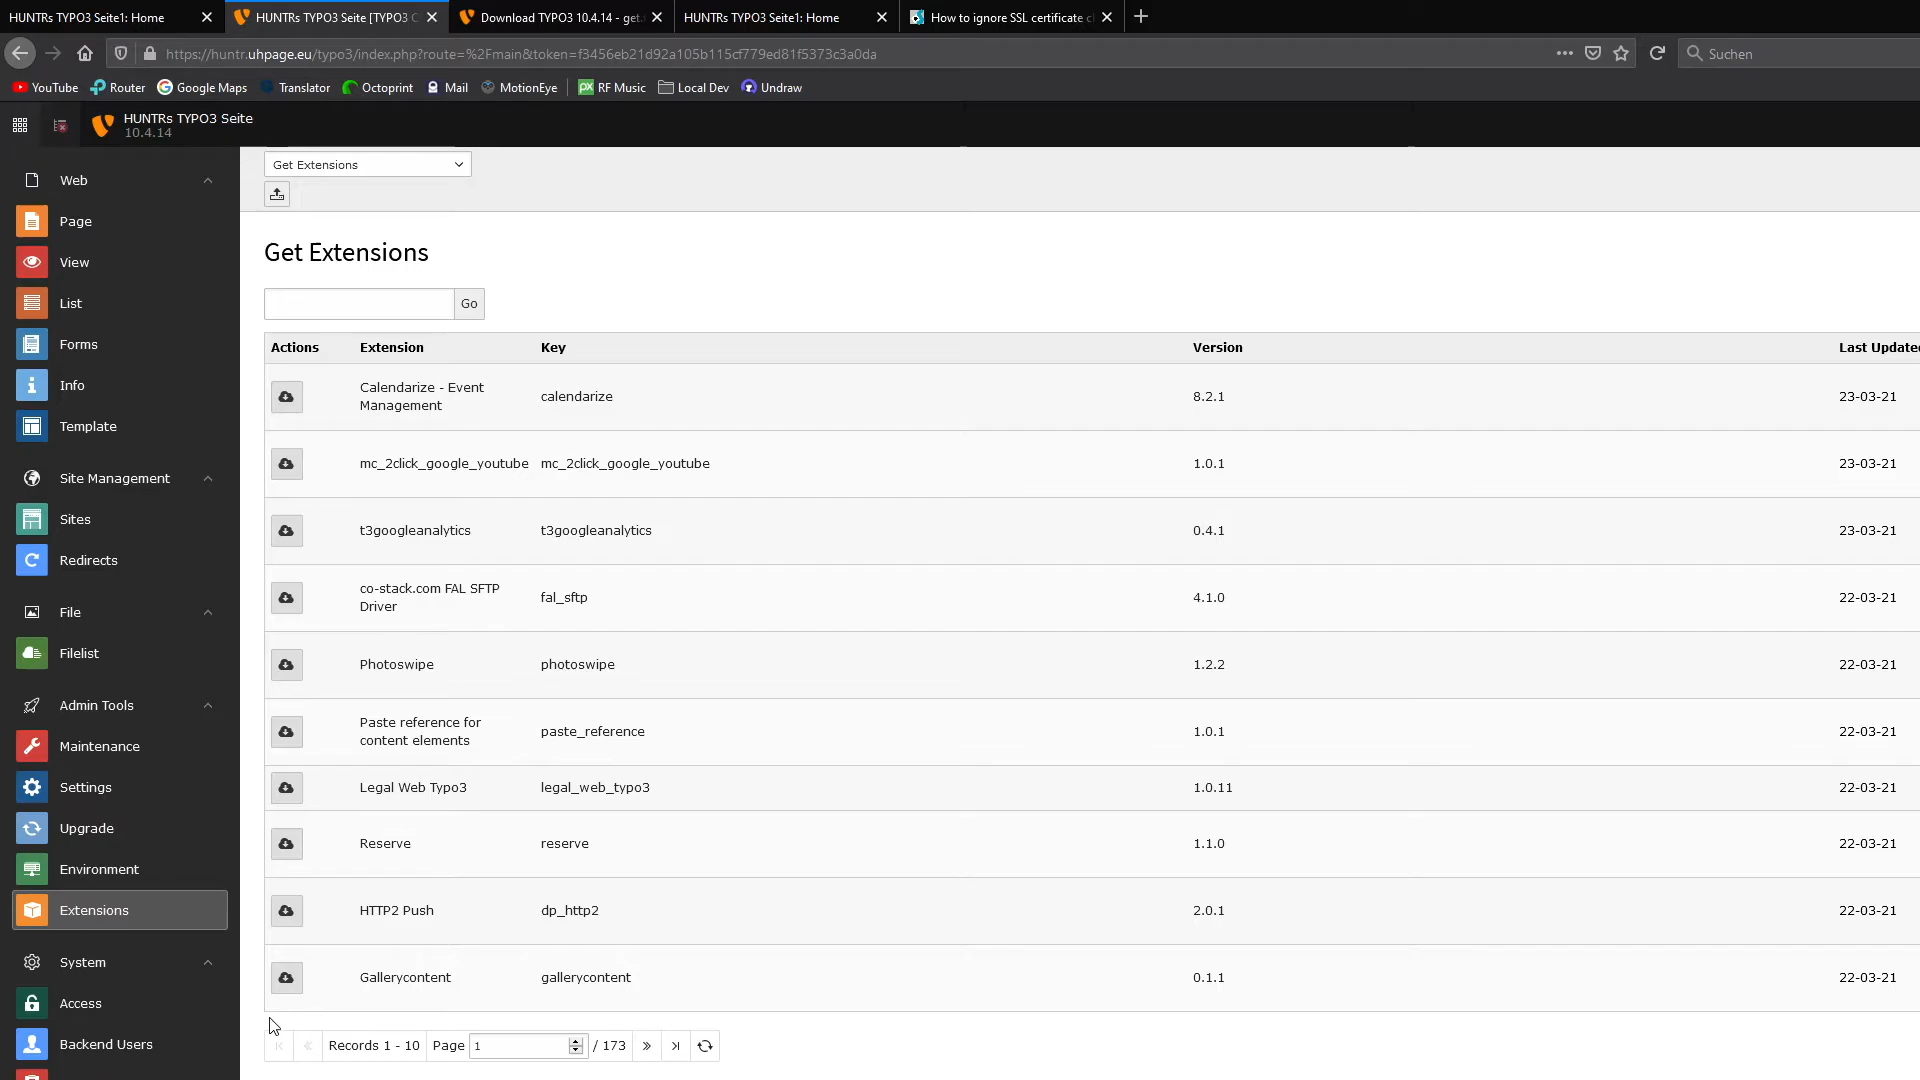 HUNTRs TYPO3 Seite1: Home
HUNTRs TYPO3 Seite [TYPO3 C
Download TYPO3 10.4.14 - get.
HUNTRs TYPO3 Seite1: Home
How to ignore SSL certificate c
https://huntr.uhpage.eu/typo3/index.php?route=%2Fmain&token=f3456eb21d92a105b115cf779ed81f5373c3a0da
Suchen
YouTube
Router
Google Maps
Translator
Octoprint
Mail
MotionEye
RF Music
Local Dev
Undraw
HUNTRs TYPO3 Seite
10.4.14
Web
Page
View
List
Forms
Info
Template
Site Management
Sites
Redirects
File
Filelist
Admin Tools
Maintenance
Settings
Upgrade
Environment
Extensions
System
Access
Backend Users
Get Extensions
Get Extensions
Go
Actions Extension Key Version Last Update
Calendarize - Event
Management
calendarize 8.2.1 23-03-21
mc_2click_google_youtube mc_2click_google_youtube 1.0.1 23-03-21
t3googleanalytics t3googleanalytics 0.4.1 23-03-21
co-stack.com FAL SFTP
Driver
fal_sftp 4.1.0 22-03-21
Photoswipe photoswipe 1.2.2 22-03-21
Paste reference for
content elements
paste_reference 1.0.1 22-03-21
Legal Web Typo3 legal_web_typo3 1.0.11 22-03-21
Reserve reserve 1.1.0 22-03-21
HTTP2 Push dp_http2 2.0.1 22-03-21
Gallerycontent gallerycontent 0.1.1 22-03-21
Records 1 - 10 Page 1 / 173